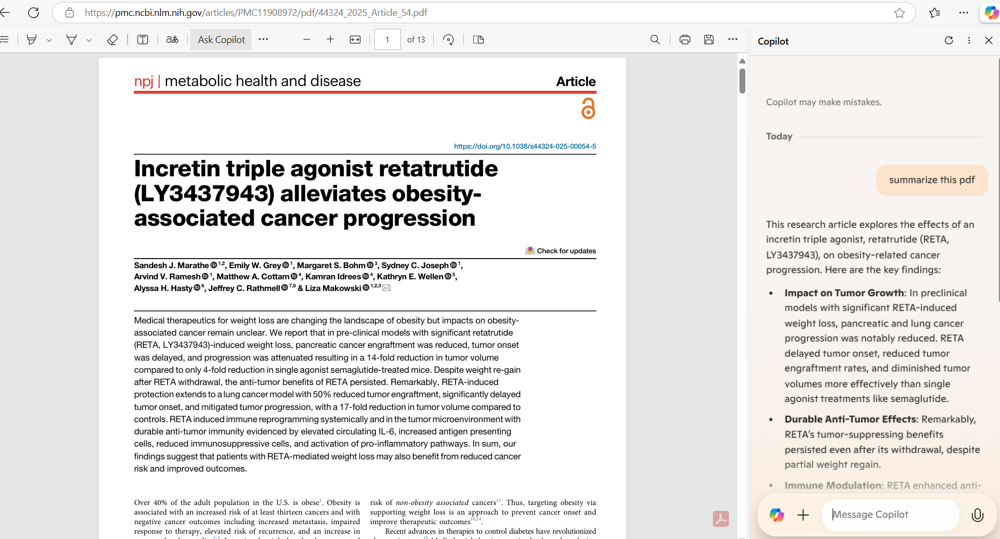 https://pmc.ncbi.nlm.nih.gov/articles/PMC11908972/pdf/44324_2025_Article_54.pdf
aあ
Ask Copilot
1
of 13
npj | metabolic health and disease
Article
https://doi.org/10.1038/s44324-025-00054-5
Incretin triple agonist retatrutide
(LY3437943) alleviates obesity-
associated cancer progression
Check for updates
Sandesh J. Marathe 1,2, Emily W. Grey 1, Margaret S. Bohm 3, Sydney C. Joseph 1,
Arvind V. Ramesh 1, Matthew A. Cottam 4, Kamran Idrees 4, Kathryn E. Wellen 5,
Alyssa H. Hasty 6, Jeffrey C. Rathmell 7,8 & Liza Makowski 1,2,3
Medical therapeutics for weight loss are changing the landscape of obesity but impacts on obesity-
associated cancer remain unclear. We report that in pre-clinical models with significant retatrutide
(RETA, LY3437943)-induced weight loss, pancreatic cancer engraftment was reduced, tumor onset
was delayed, and progression was attenuated resulting in a 14-fold reduction in tumor volume
compared to only 4-fold reduction in single agonist semaglutide-treated mice. Despite weight re-gain
after RETA withdrawal, the anti-tumor benefits of RETA persisted. Remarkably, RETA-induced
protection extends to a lung cancer model with 50% reduced tumor engraftment, significantly delayed
tumor onset, and mitigated tumor progression, with a 17-fold reduction in tumor volume compared to
controls. RETA induced immune reprogramming systemically and in the tumor microenvironment with
durable anti-tumor immunity evidenced by elevated circulating IL-6, increased antigen presenting
cells, reduced immunosuppressive cells, and activation of pro-inflammatory pathways. In sum, our
findings suggest that patients with RETA-mediated weight loss may also benefit from reduced cancer
risk and improved outcomes.
Over 40% of the adult population in the U.S. is obese1. Obesity is
associated with an increased risk of at least thirteen cancers and with
negative cancer outcomes including increased metastasis, impaired
response to therapy, elevated risk of recurrence, and an increase in
risk of non-obesity associated cancers13. Thus, targeting obesity via
supporting weight loss is an approach to prevent cancer onset and
improve therapeutic outcomes10,14.
Recent advances in therapies to control diabetes have revolutionized
Copilot
Copilot may make mistakes.
Today
summarize this pdf
This research article explores the effects of an
incretin triple agonist, retatrutide (RETA,
LY3437943), on obesity-related cancer
progression. Here are the key findings:
• Impact on Tumor Growth: In preclinical
models with significant RETA-induced
weight loss, pancreatic and lung cancer
progression was notably reduced. RETA
delayed tumor onset, reduced tumor
engraftment rates, and diminished tumor
volumes more effectively than single
agonist treatments like semaglutide.
• Durable Anti-Tumor Effects: Remarkably,
RETA's tumor-suppressing benefits
persisted even after its withdrawal, despite
partial weight regain.
• Immune Modulation: RETA enhanced anti-
Message Copilot